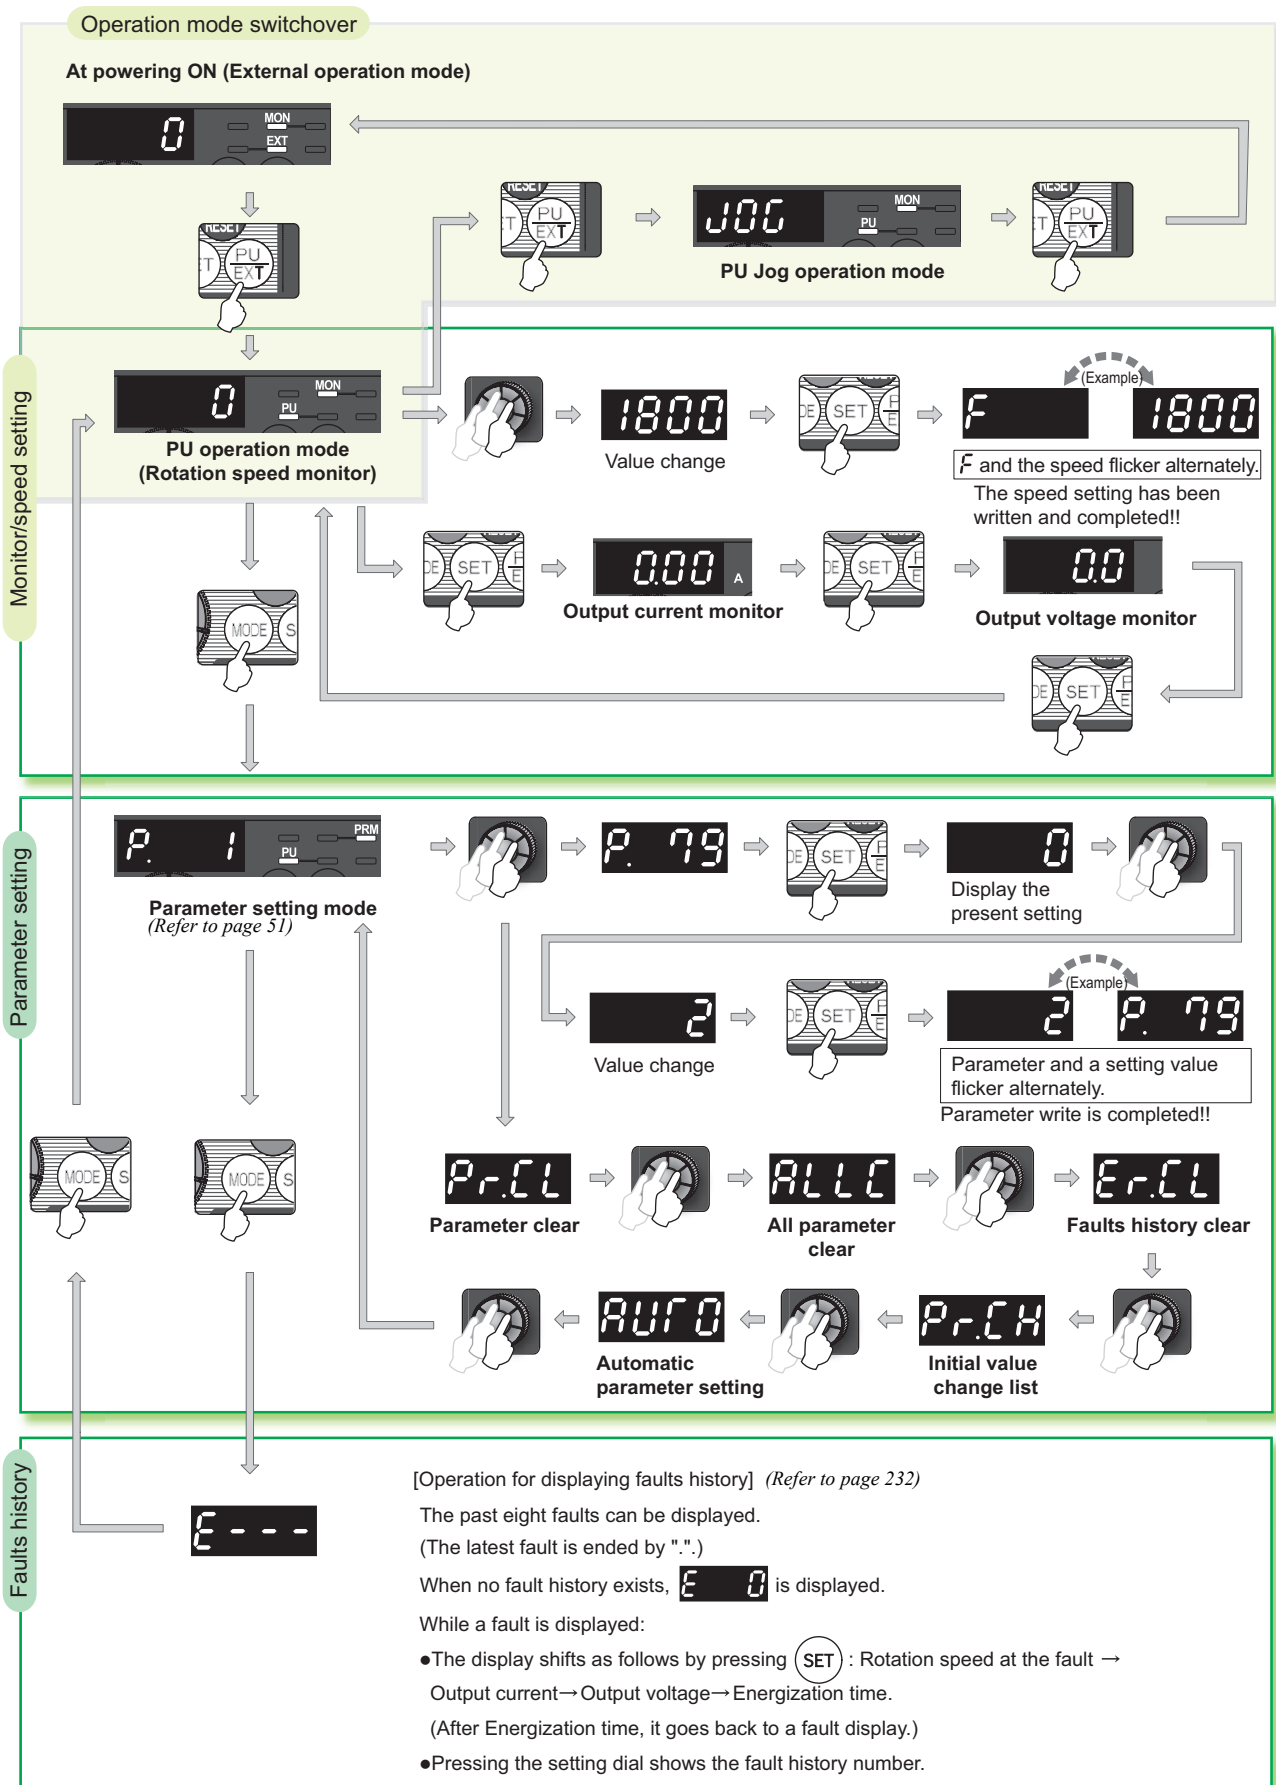 Operation mode switchover
At powering ON (External operation mode)
0
MON
EXT
RESET
PU
EXT
RESET
PU
EXT
JOG
MON
PU
PU Jog operation mode
RESET
PU
EXT
Monitor/speed setting
0
MON
PU
PU operation mode
(Rotation speed monitor)
1800
Value change
SET
(Example)
F
1800
F and the speed flicker alternately.
The speed setting has been
written and completed!!
SET
0.00 A
Output current monitor
SET
0.0
Output voltage monitor
MODE
SET
Parameter setting
P. 1
PRM
PU
Parameter setting mode
(Refer to page 51)
P. 79
SET
0
Display the
present setting
2
Value change
SET
(Example)
2
P. 79
Parameter and a setting value
flicker alternately.
Parameter write is completed!!
MODE
MODE
Pr.CL
Parameter clear
ALLC
All parameter
clear
Er.CL
Faults history clear
AUTO
Automatic
parameter setting
Pr.CH
Initial value
change list
Faults history
E---
[Operation for displaying faults history] (Refer to page 232)
The past eight faults can be displayed.
(The latest fault is ended by ".".)
When no fault history exists, E 0 is displayed.
While a fault is displayed:
●The display shifts as follows by pressing SET : Rotation speed at the fault →
Output current→Output voltage→Energization time.
(After Energization time, it goes back to a fault display.)
●Pressing the setting dial shows the fault history number.